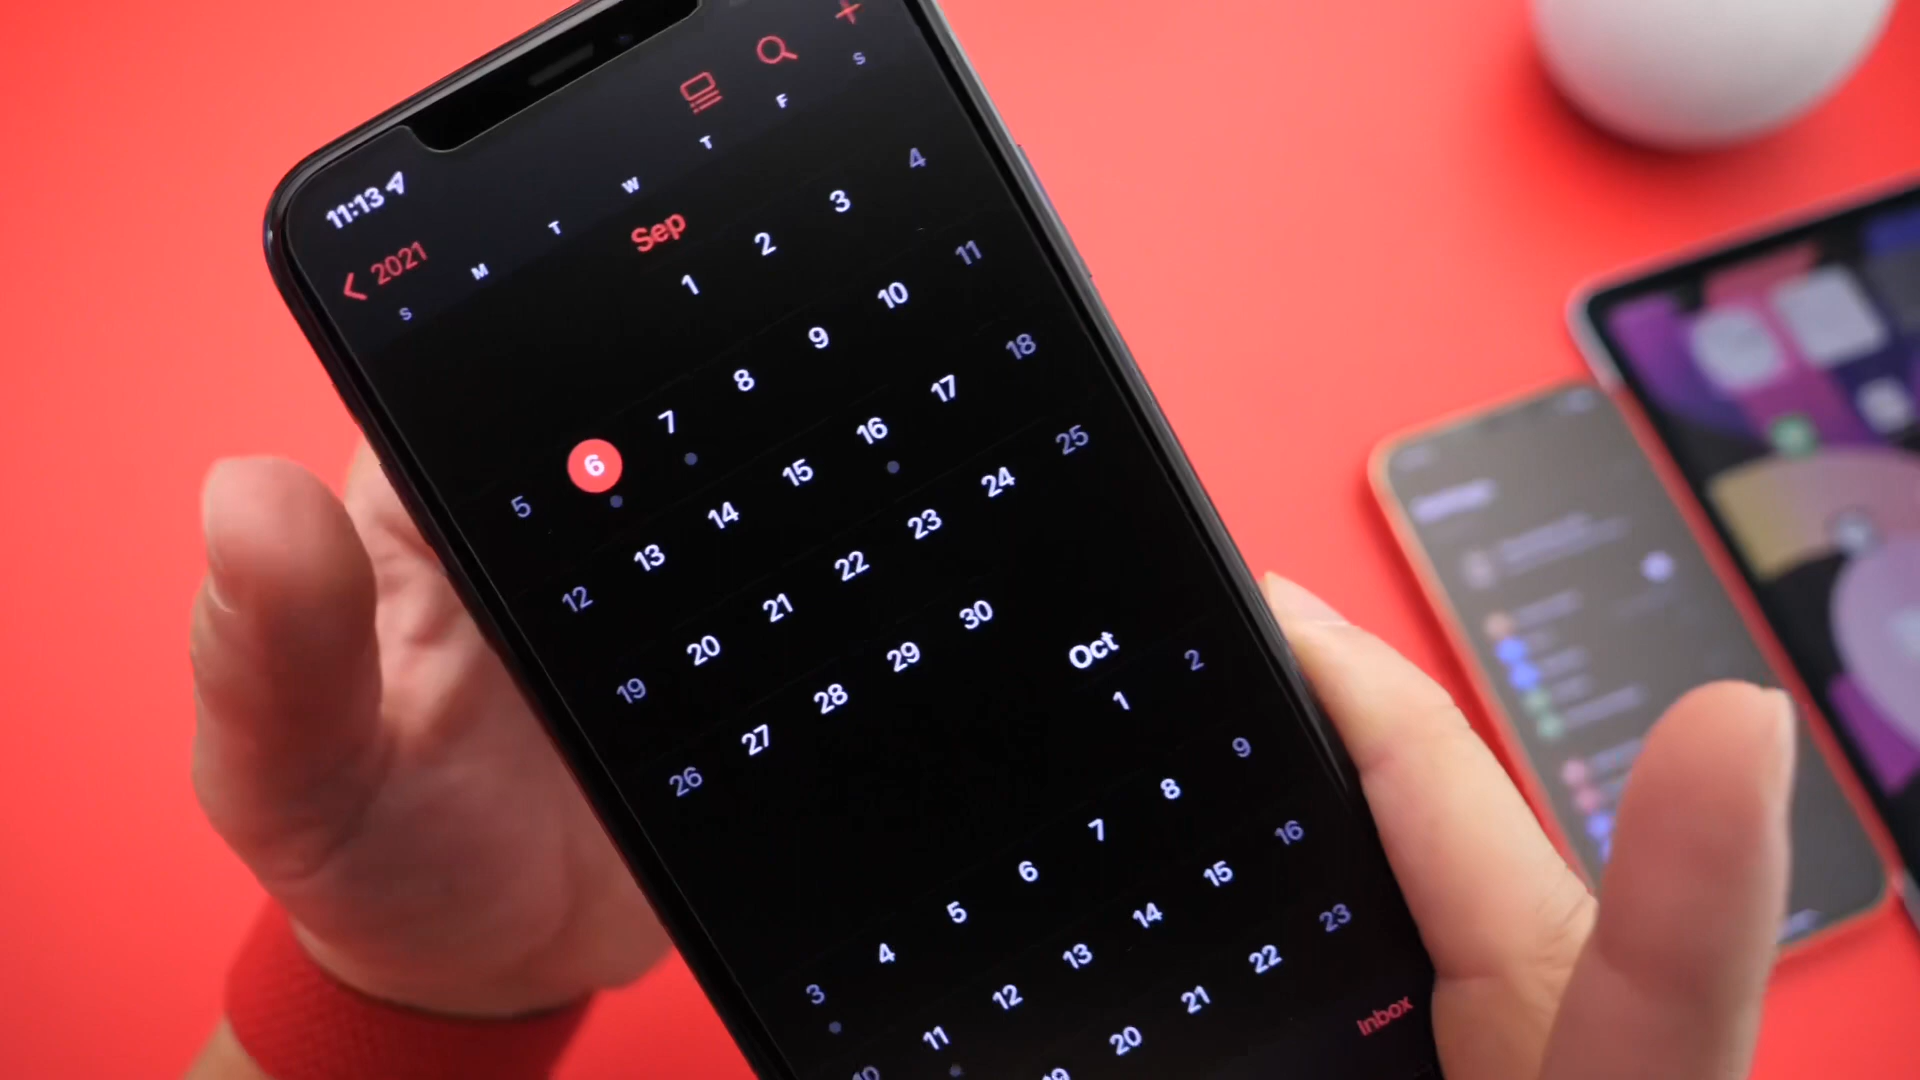 11:13
2021
S M T W T F S
Sep
1 2 3 4
5 6 7 8 9 10 11
12 13 14 15 16 17 18
19 20 21 22 23 24 25
26 27 28 29 30
Oct
1 2
3 4 5 6 7 8 9
10 11 12 13 14 15 16
19 20 21 22 23
Inbox